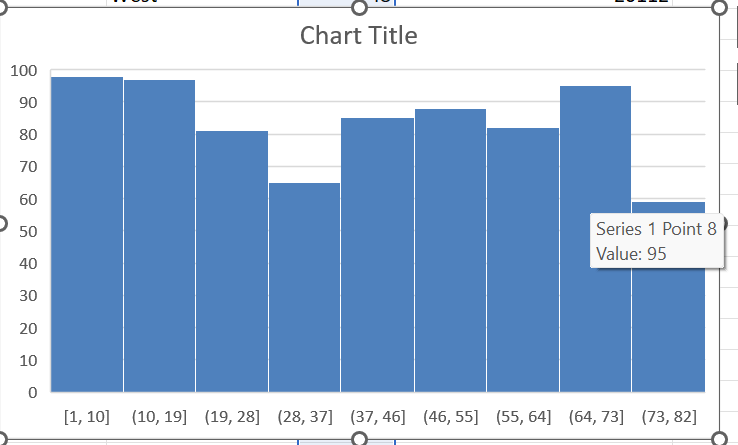 Chart Title
100
90
80
70
60
50
40
30
20
10
0
[1, 10] (10, 19] (19, 28] (28, 37] (37, 46] (46, 55] (55, 64] (64, 73] (73, 82]
Series 1 Point 8
Value: 95